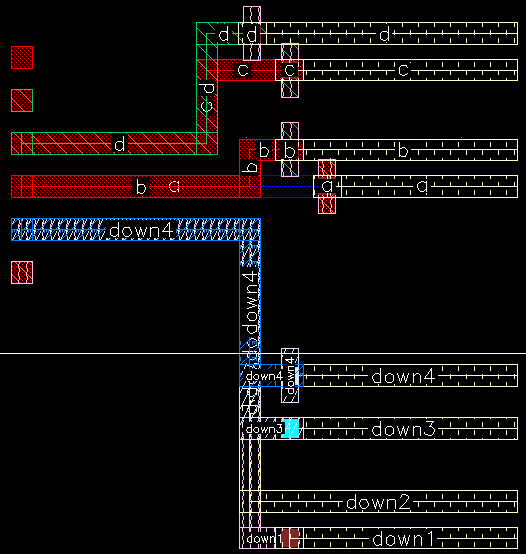 d d d
c c c
d
c
d
b b b
b
b a a a
down4
down4
down4 down4 down4
down3 down3
down2
down1 down1